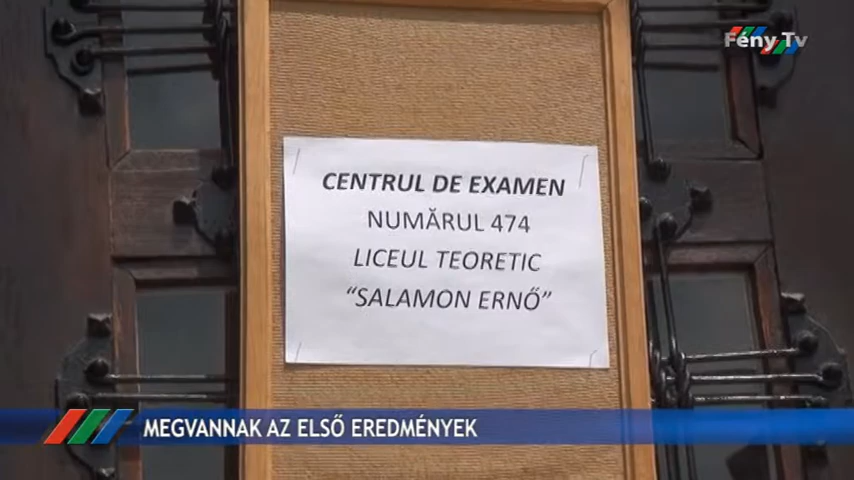 Fény Tv
CENTRUL DE EXAMEN
NUMĂRUL 474
LICEUL TEORETIC
“SALAMON ERNŐ”
MEGVANNAK AZ ELSŐ EREDMÉNYEK